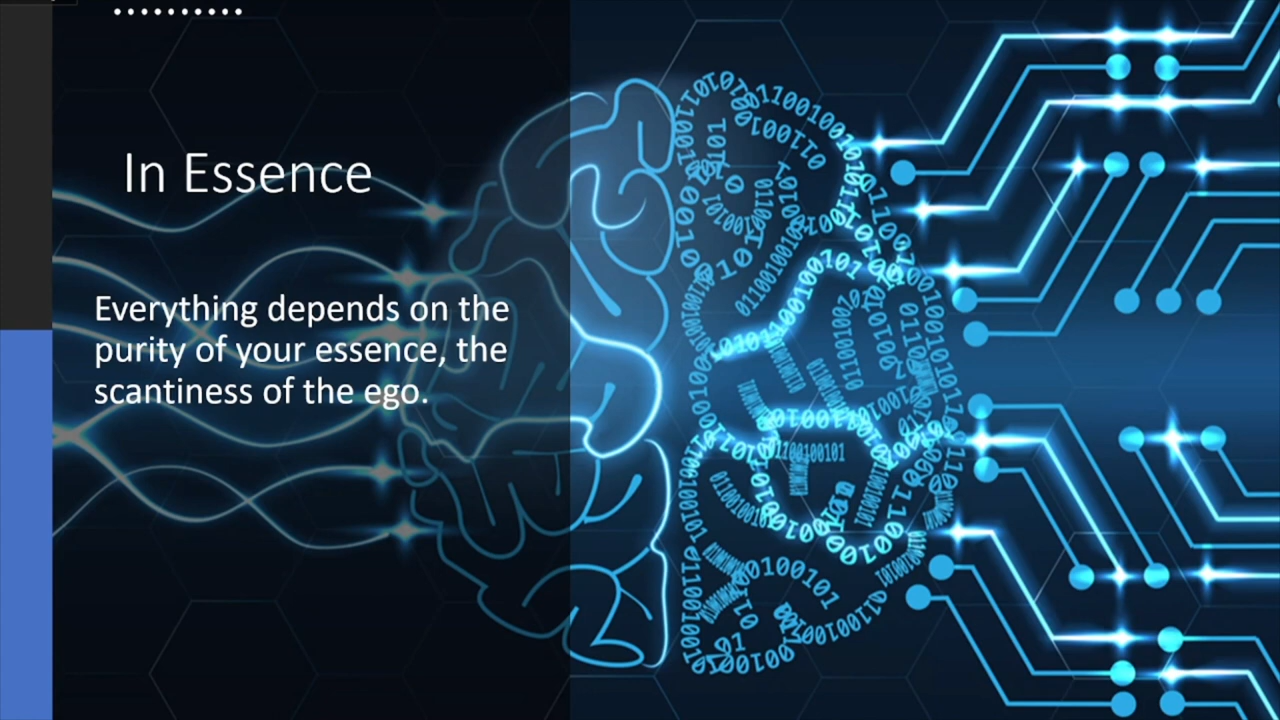 In Essence
Everything depends on the
purity of your essence, the
scantiness of the ego.